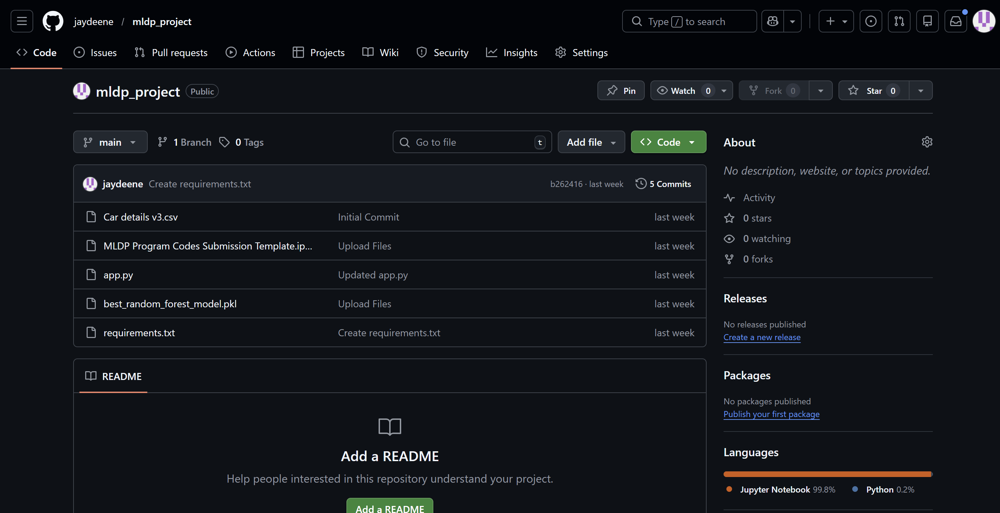 jaydeene / mldp_project
Type / to search
Code
Issues
Pull requests
Actions
Projects
Wiki
Security
Insights
Settings
mldp_project Public
Pin
Watch 0
Fork 0
Star 0
main
1 Branch
0 Tags
Go to file t
Add file
Code
jaydeene Create requirements.txt b262416 · last week 5 Commits
Car details v3.csv Initial Commit last week
MLDP Program Codes Submission Template.ip... Upload Files last week
app.py Updated app.py last week
best_random_forest_model.pkl Upload Files last week
requirements.txt Create requirements.txt last week
README
Add a README
Help people interested in this repository understand your project.
Add a README
About
No description, website, or topics provided.
Activity
0 stars
0 watching
0 forks
Releases
No releases published
Create a new release
Packages
No packages published
Publish your first package
Languages
Jupyter Notebook 99.8% Python 0.2%